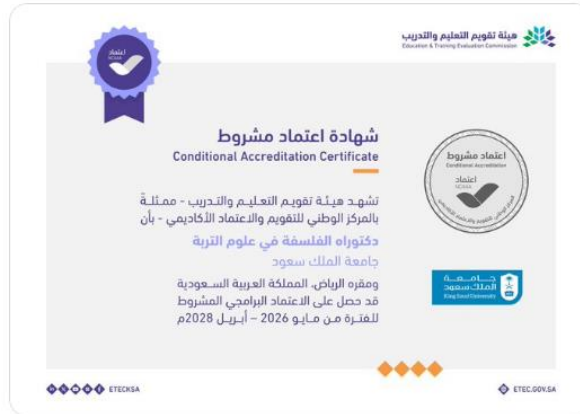 هيئة تقويم التعليم والتدريب
Education & Training Evaluation Commission
اعتماد
NCAAA
شهادة اعتماد مشروط
Conditional Accreditation Certificate
اعتماد مشروط
Conditional Accreditation
اعتماد
NCAAA
تشهد هيئة تقويم التعليم والتدريب - ممثلةً
بالمركز الوطني للتقويم والاعتماد الأكاديمي - بأن
دكتوراه الفلسفة في علوم التربة
جامعة الملك سعود
ومقره الرياض، المملكة العربية السعودية
قد حصل على الاعتماد البرامجي المشروط
للفترة من مايو 2026 – أبريل 2028م
جامعة
الملك سعود
King Saud University
ETECKSA
ETEC.GOV.SA